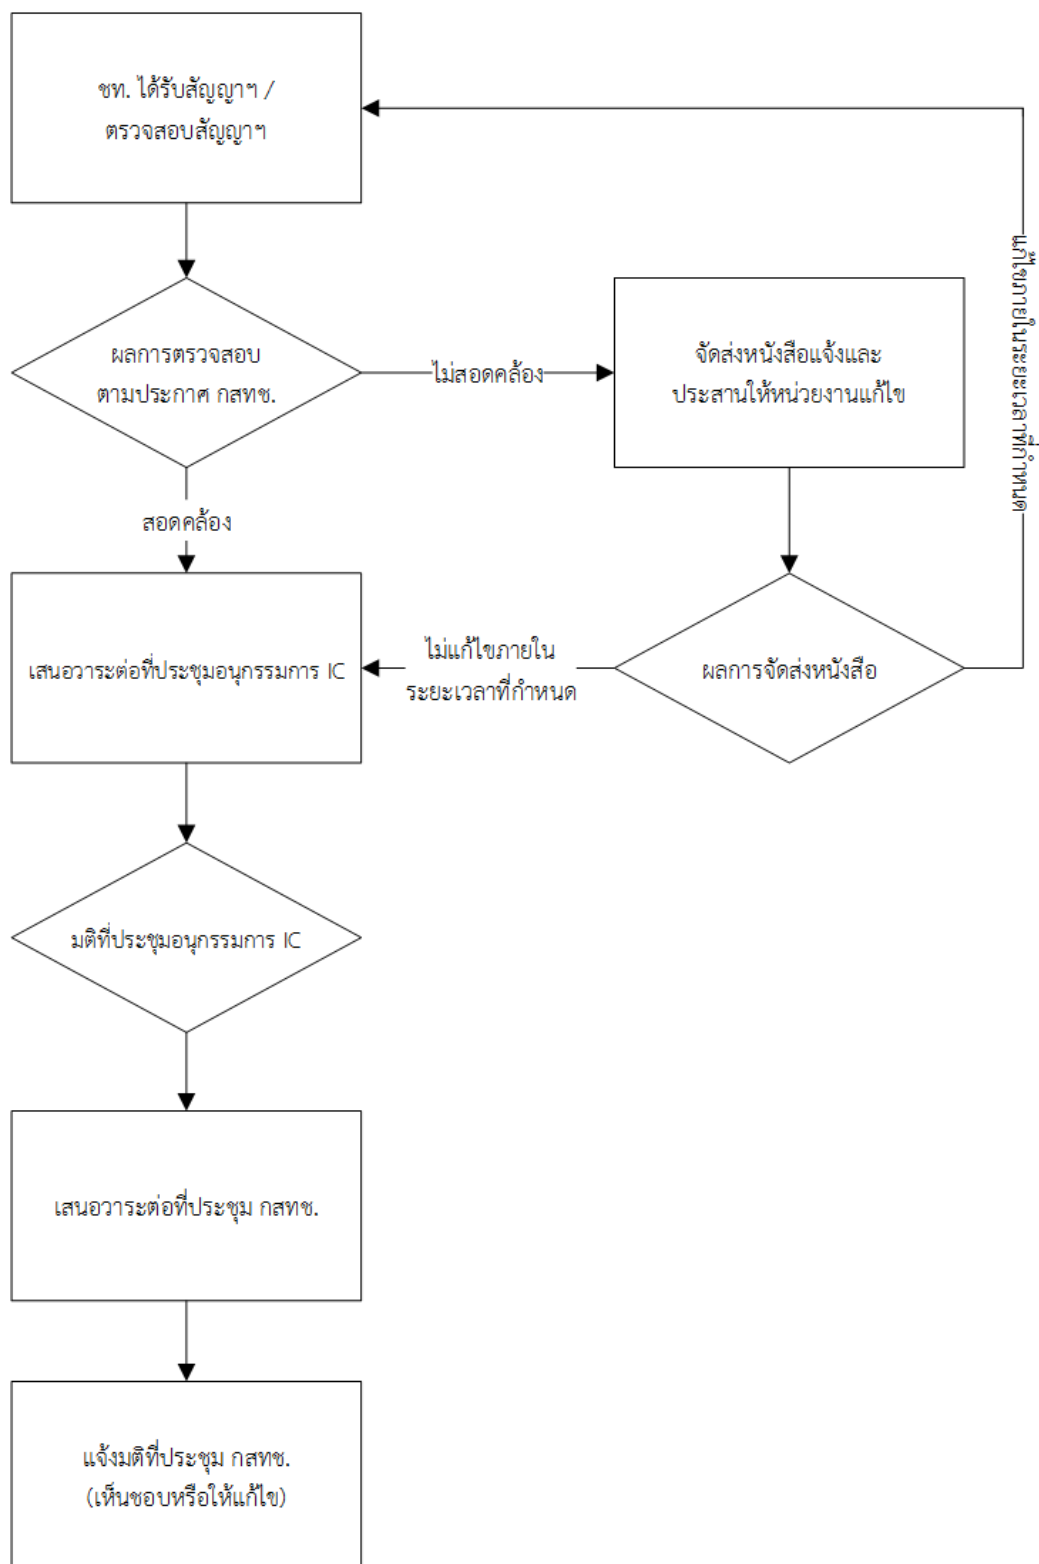 ชท. ได้รับสัญญาฯ /
ตรวจสอบสัญญาฯ
ผลการตรวจสอบ
ตามประกาศ กสทช.
ไม่สอดคล้อง
จัดส่งหนังสือแจ้งและ
ประสานให้หน่วยงานแก้ไข
แก้ไขภายในระยะเวลาที่กำหนด
สอดคล้อง
เสนอวาระต่อที่ประชุมอนุกรรมการ IC
ไม่แก้ไขภายใน
ระยะเวลาที่กำหนด
ผลการจัดส่งหนังสือ
มติที่ประชุมอนุกรรมการ IC
เสนอวาระต่อที่ประชุม กสทช.
แจ้งมติที่ประชุม กสทช.
(เห็นชอบหรือให้แก้ไข)